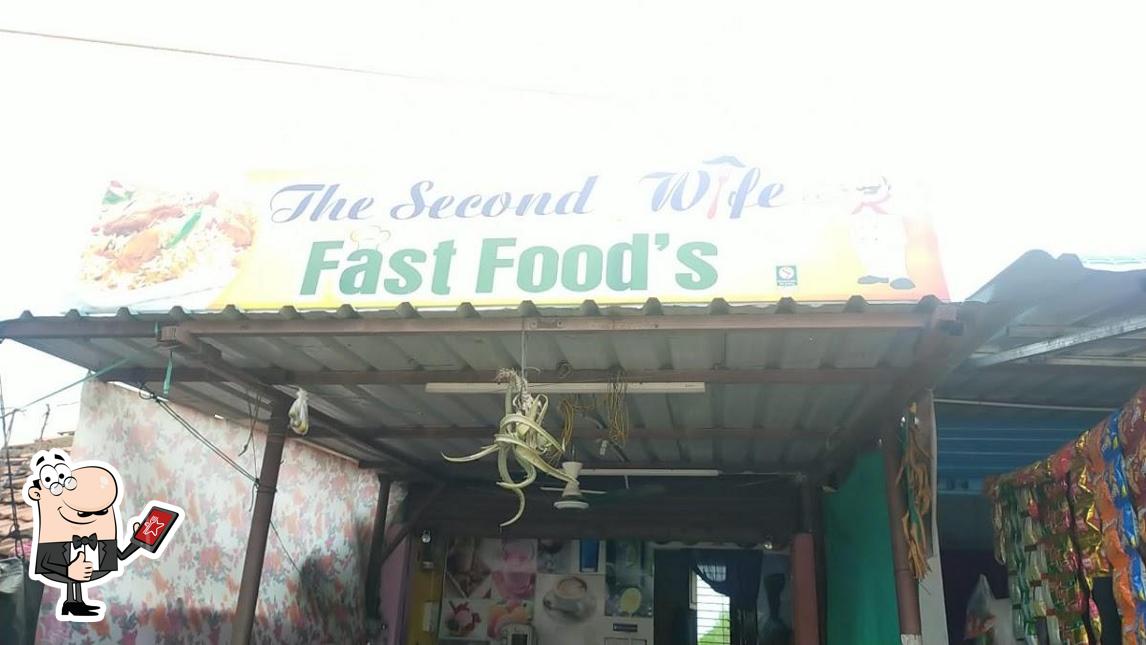 The Second Wife
Fast Food's